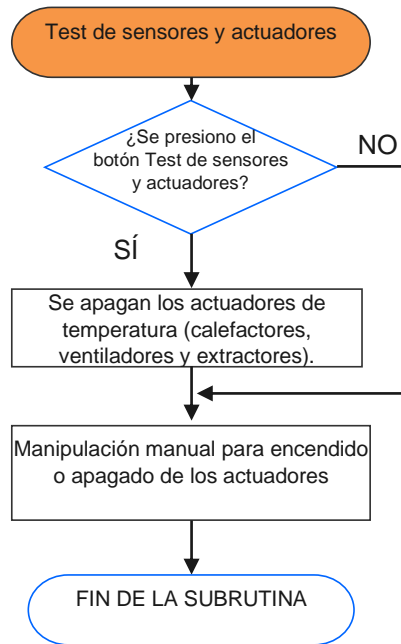 Test de sensores y actuadores
¿Se presiono el
botón Test de sensores
y actuadores?
NO
SÍ
Se apagan los actuadores de
temperatura (calefactores,
ventiladores y extractores).
Manipulación manual para encendido
o apagado de los actuadores
FIN DE LA SUBRUTINA